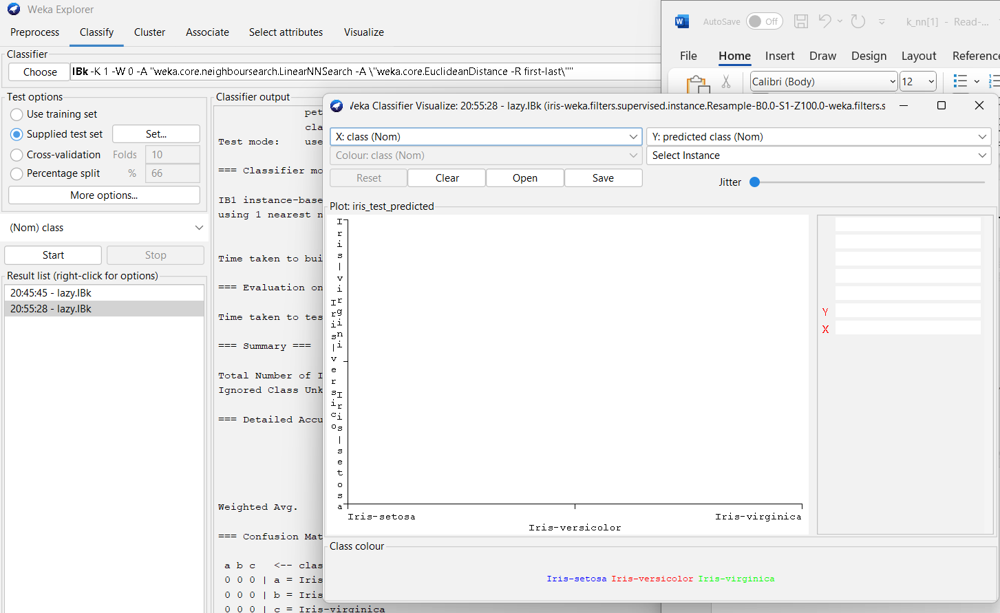 Weka Explorer
Preprocess Classify Cluster Associate Select attributes Visualize
Classifier
Choose IBk -K 1 -W 0 -A "weka.core.neighboursearch.LinearNNSearch -A \"weka.core.EuclideanDistance -R first-last\""
Test options
Use training set
Supplied test set Set...
Cross-validation Folds 10
Percentage split % 66
More options...
(Nom) class
Start Stop
Result list (right-click for options)
20:45:45 - lazy.IBk
20:55:28 - lazy.IBk
Classifier output
pet
cla
Test mode: use
=== Classifier mo
IB1 instance-base
using 1 nearest n
Time taken to bui
=== Evaluation on
Time taken to tes
=== Summary ===
Total Number of I
Ignored Class Unk
=== Detailed Accu
Weighted Avg.
=== Confusion Mat
a b c <-- clas
0 0 0 | a = Iris
0 0 0 | b = Iris
0 0 0 | c = Iris-virginica
AutoSave Off k_nn[1] - Read-...
File Home Insert Draw Design Layout Reference
Calibri (Body) 12
Weka Classifier Visualize: 20:55:28 - lazy.IBk (iris-weka.filters.supervised.instance.Resample-B0.0-S1-Z100.0-weka.filters.s
X: class (Nom) Y: predicted class (Nom)
Colour: class (Nom) Select Instance
Reset Clear Open Save Jitter
Plot: iris_test_predicted
Iris|virgini
Iris|versico
Iris|setosa
Iris-setosa Iris-versicolor Iris-virginica
Y
X
Class colour
Iris-setosa Iris-versicolor Iris-virginica